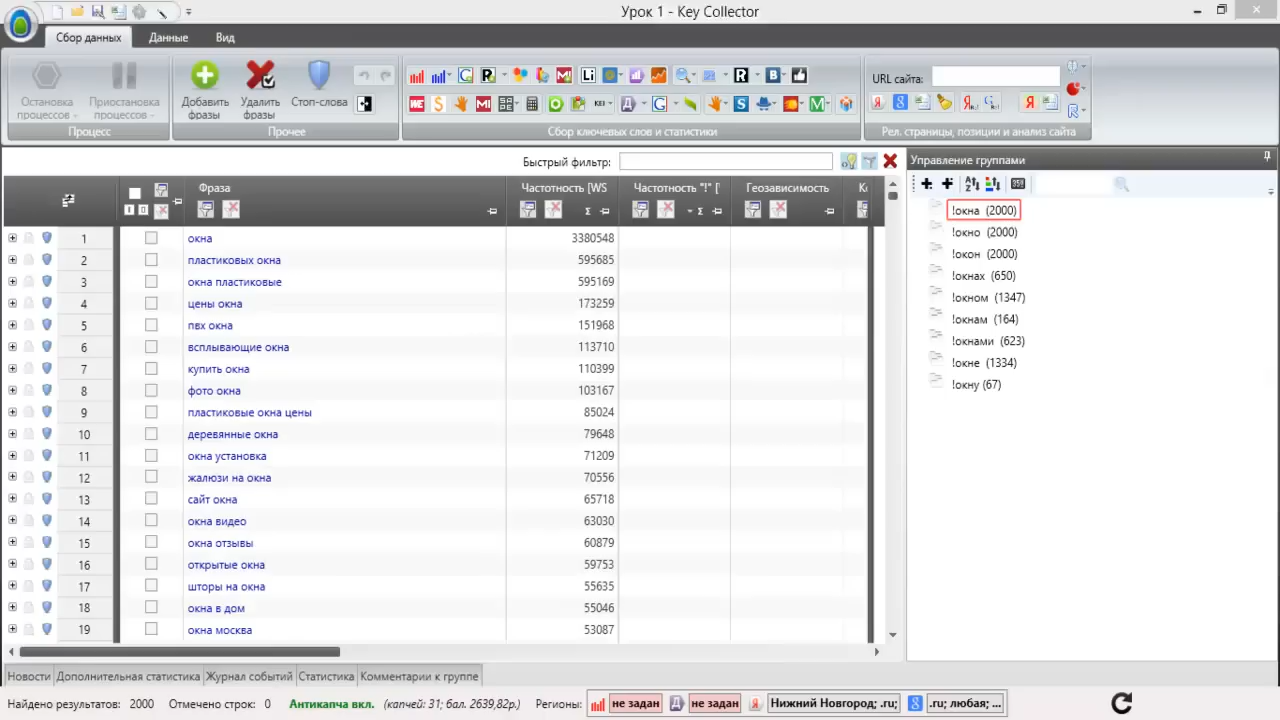 Урок 1 - Key Collector
Сбор данных
Данные
Вид
Остановка процессов
Приостановка процессов
Процесс
Добавить фразы
Удалить фразы
Стоп-слова
Прочее
Сбор ключевых слов и статистики
URL сайта:
Рел. страницы, позиции и анализ сайта
Быстрый фильтр:
Управление группами
Фраза
Частотность [WS
Частотность "!" [
Геозависимость
1 окна 3380548
2 пластиковых окна 595685
3 окна пластиковые 595169
4 цены окна 173259
5 пвх окна 151968
6 всплывающие окна 113710
7 купить окна 110399
8 фото окна 103167
9 пластиковые окна цены 85024
10 деревянные окна 79648
11 окна установка 71209
12 жалюзи на окна 70556
13 сайт окна 65718
14 окна видео 63030
15 окна отзывы 60879
16 открытые окна 59753
17 шторы на окна 55635
18 окна в дом 55046
19 окна москва 53087
!окна (2000)
!окно (2000)
!окон (2000)
!окнах (650)
!окном (1347)
!окнам (164)
!окнами (623)
!окне (1334)
!окну (67)
Новости
Дополнительная статистика
Журнал событий
Статистика
Комментарии к группе
Найдено результатов: 2000
Отмечено строк: 0
Антикапча вкл. (капчей: 31; бал. 2639,82р.)
Регионы:
не задан
не задан
Нижний Новгород; .ru;
.ru; любая; ...